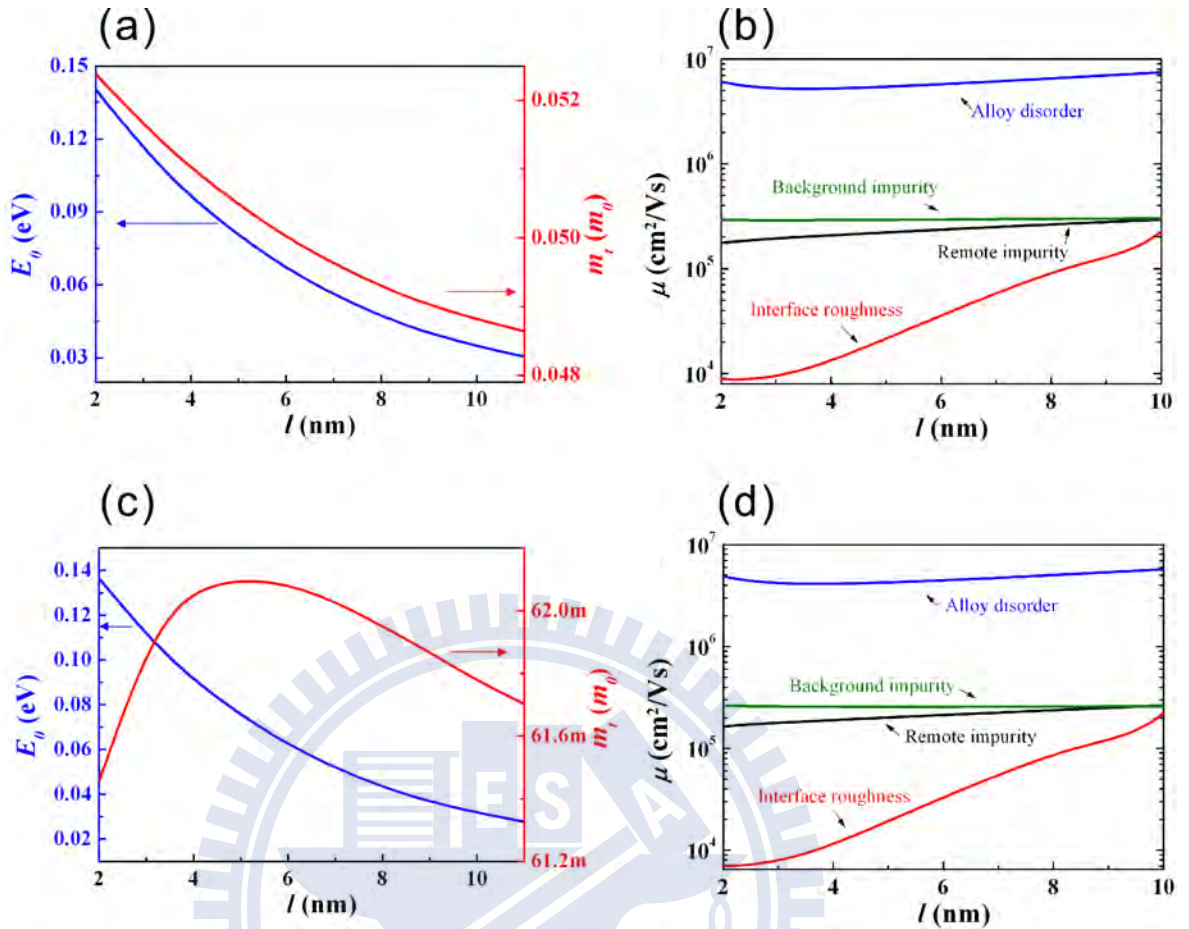 (a)
0.15
0.12
0.09
0.06
0.03
E0 (eV)
0.052
0.050
0.048
mt (m0)
2 4 6 8 10
l (nm)
(b)
10^7
10^6
10^5
10^4
μ (cm²/Vs)
Alloy disorder
Background impurity
Remote impurity
Interface roughness
2 4 6 8 10
l (nm)
(c)
0.14
0.12
0.10
0.08
0.06
0.04
0.02
E0 (eV)
62.0m
61.6m
61.2m
mt (m0)
2 4 6 8 10
l (nm)
(d)
10^7
10^6
10^5
10^4
μ (cm²/Vs)
Alloy disorder
Background impurity
Remote impurity
Interface roughness
2 4 6 8 10
l (nm)
E S A